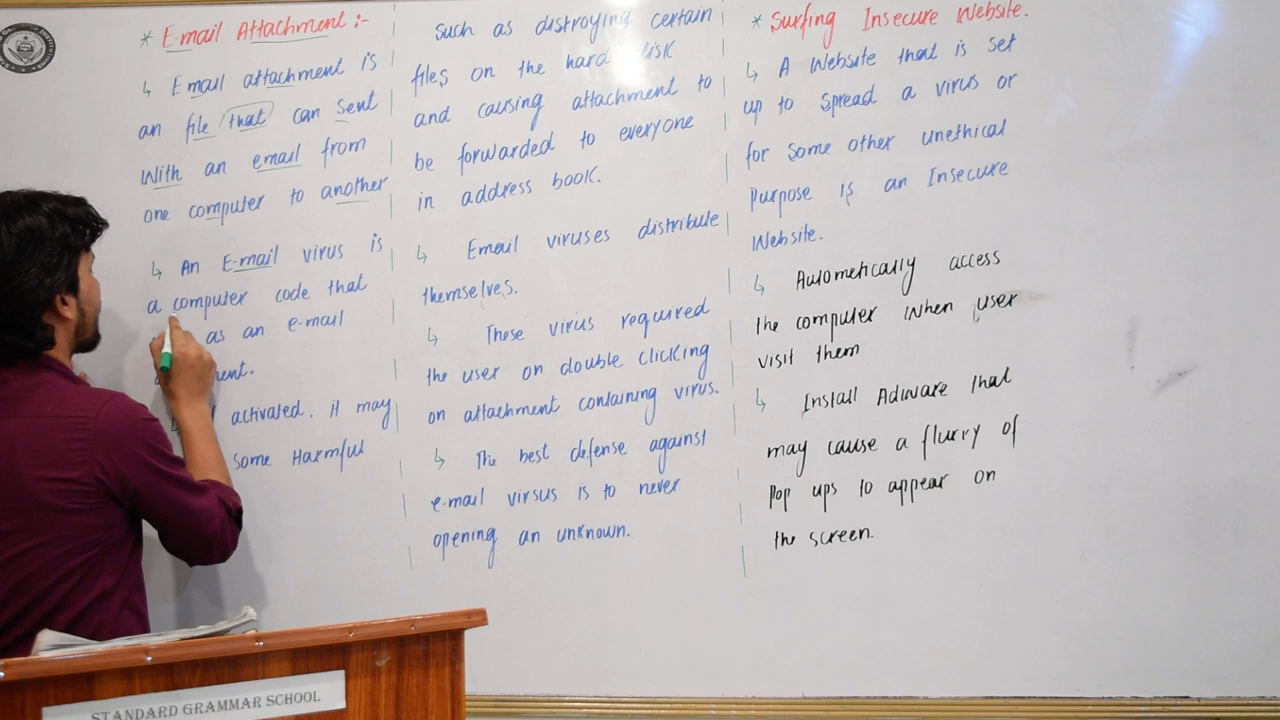 * E-mail Attachment :-
↳ Email attachment is
an file that can sent
with an email from
one computer to another
↳ An E-mail virus is
a computer code that
as an e-mail
activated. it may
some Harmful
such as distroying certain
files on the hard disk
and causing attachment to
be forwarded to everyone
in address book.
↳ Email viruses distribute
themselves.
↳ These virus required
the user on double clicking
on attachment containing virus.
↳ The best defense against
e-mail virsus is to never
opening an unknown.
* Surfing Insecure Website.
↳ A Website that is set
up to spread a virus or
for some other unethical
Purpose is an Insecure
Website.
↳ Autometically access
the computer when user
visit them
↳ Install Adware that
may cause a flurry of
Pop ups to appear on
the screen.
STANDARD GRAMMAR SCHOOL